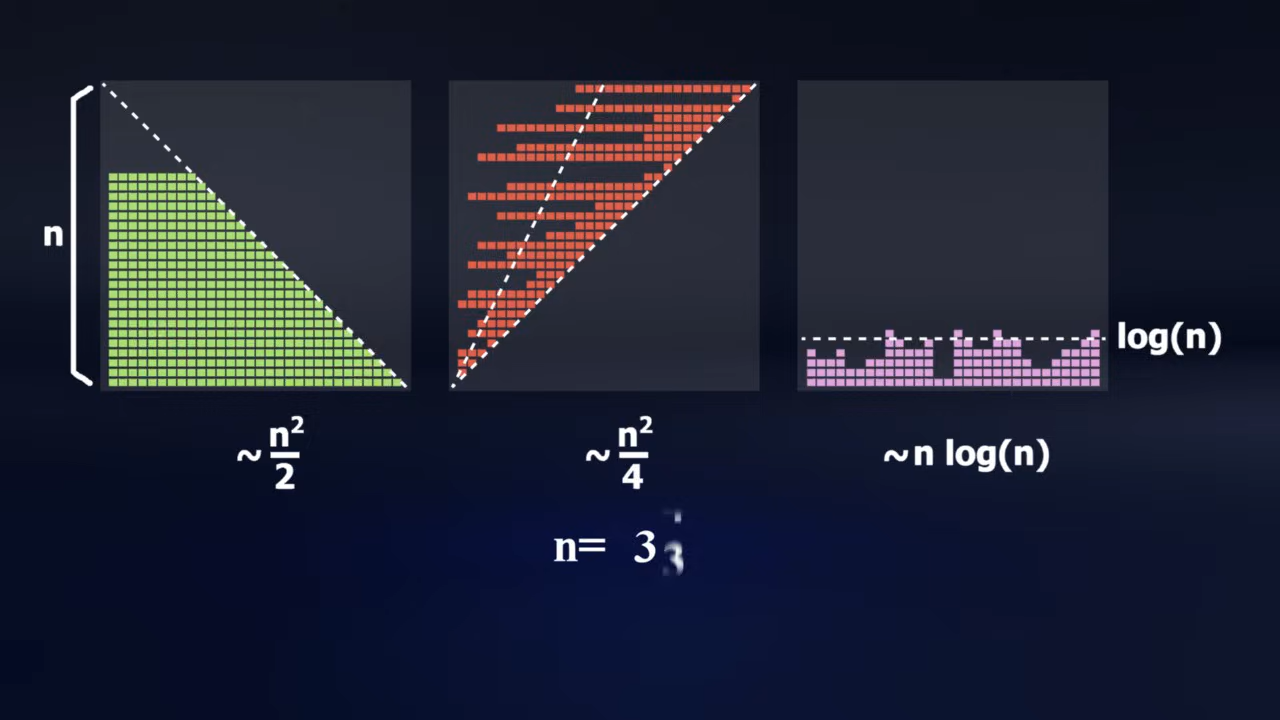 n
log(n)
~ n²/2
~ n²/4
~n log(n)
n= 3